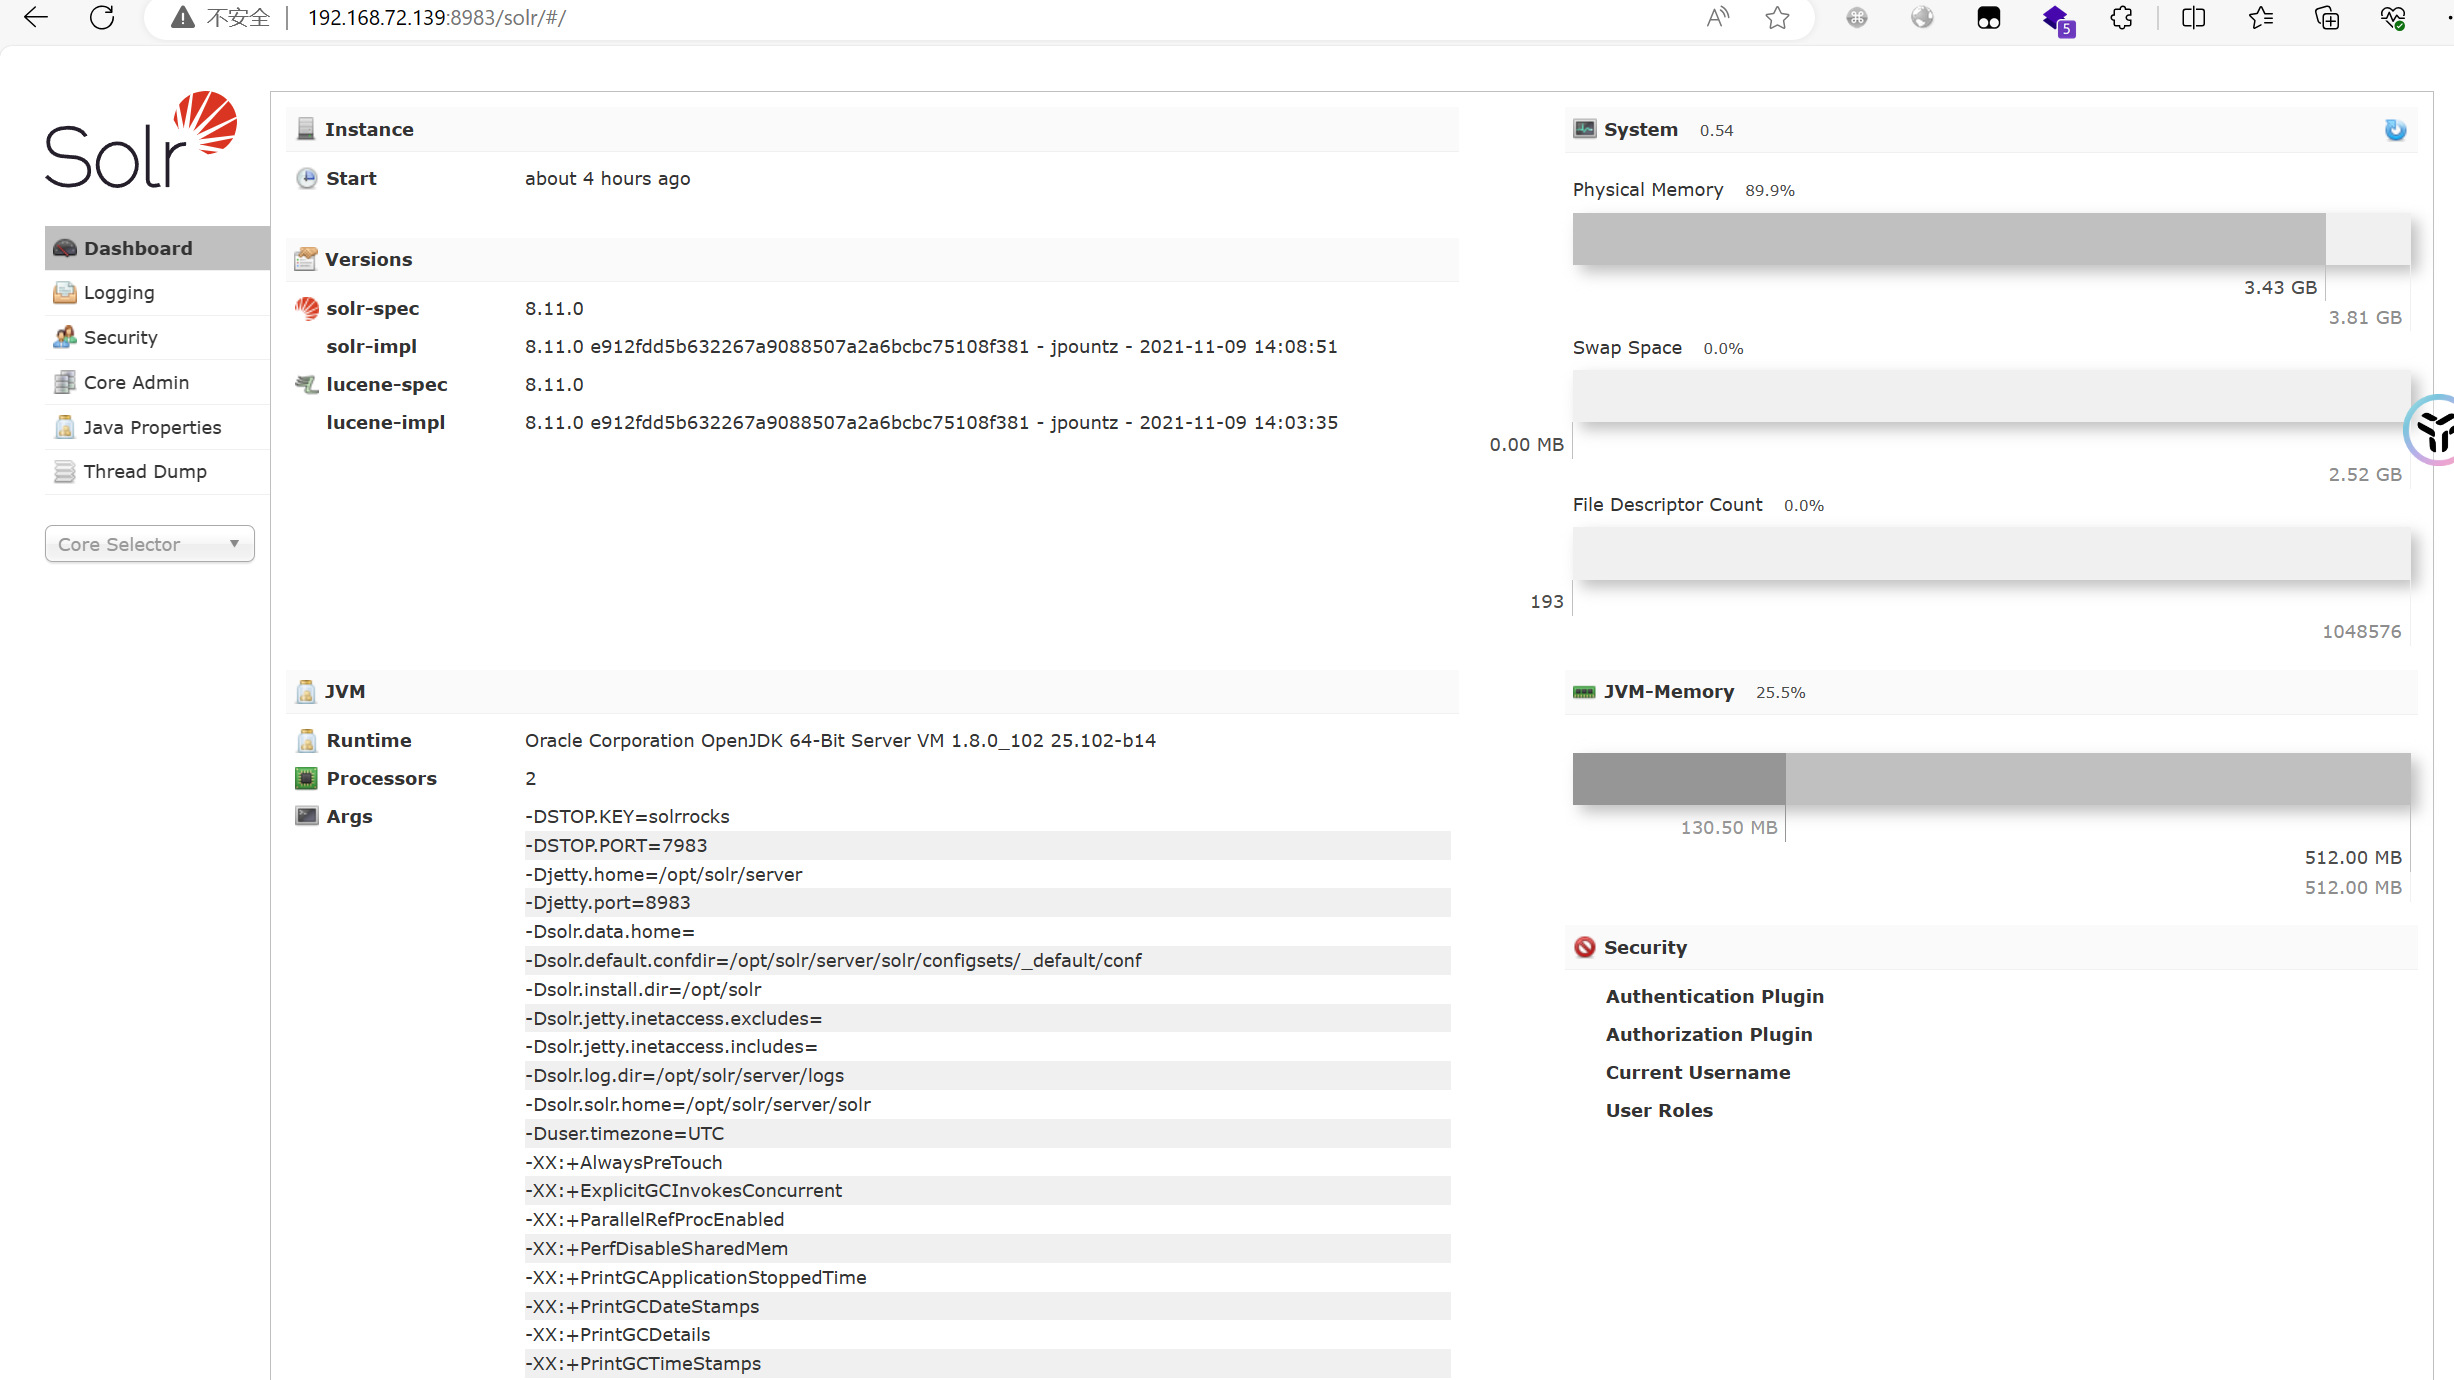 不安全 192.168.72.139:8983/solr/#/
5
Solr
Dashboard
Logging
Security
Core Admin
Java Properties
Thread Dump
Core Selector
Instance
Start about 4 hours ago
Versions
solr-spec 8.11.0
solr-impl 8.11.0 e912fdd5b632267a9088507a2a6bcbc75108f381 - jpountz - 2021-11-09 14:08:51
lucene-spec 8.11.0
lucene-impl 8.11.0 e912fdd5b632267a9088507a2a6bcbc75108f381 - jpountz - 2021-11-09 14:03:35
System 0.54
Physical Memory 89.9%
3.43 GB
3.81 GB
Swap Space 0.0%
0.00 MB
2.52 GB
File Descriptor Count 0.0%
193
1048576
JVM
Runtime Oracle Corporation OpenJDK 64-Bit Server VM 1.8.0_102 25.102-b14
Processors 2
Args -DSTOP.KEY=solrrocks
-DSTOP.PORT=7983
-Djetty.home=/opt/solr/server
-Djetty.port=8983
-Dsolr.data.home=
-Dsolr.default.confdir=/opt/solr/server/solr/configsets/_default/conf
-Dsolr.install.dir=/opt/solr
-Dsolr.jetty.inetaccess.excludes=
-Dsolr.jetty.inetaccess.includes=
-Dsolr.log.dir=/opt/solr/server/logs
-Dsolr.solr.home=/opt/solr/server/solr
-Duser.timezone=UTC
-XX:+AlwaysPreTouch
-XX:+ExplicitGCInvokesConcurrent
-XX:+ParallelRefProcEnabled
-XX:+PerfDisableSharedMem
-XX:+PrintGCApplicationStoppedTime
-XX:+PrintGCDateStamps
-XX:+PrintGCDetails
-XX:+PrintGCTimeStamps
JVM-Memory 25.5%
130.50 MB
512.00 MB
512.00 MB
Security
Authentication Plugin
Authorization Plugin
Current Username
User Roles